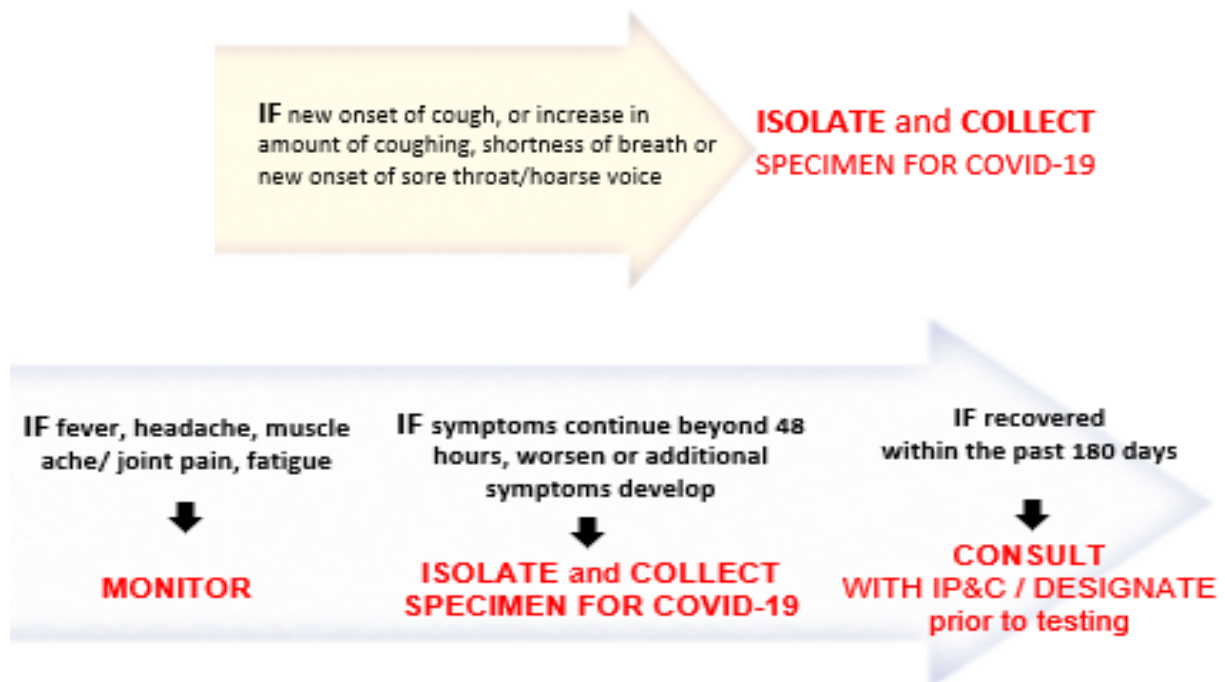 IF new onset of cough, or increase in
amount of coughing, shortness of breath or
new onset of sore throat/hoarse voice
ISOLATE and COLLECT
SPECIMEN FOR COVID-19
IF fever, headache, muscle
ache/ joint pain, fatigue
MONITOR
IF symptoms continue beyond 48
hours, worsen or additional
symptoms develop
ISOLATE and COLLECT
SPECIMEN FOR COVID-19
IF recovered
within the past 180 days
CONSULT
WITH IP&C / DESIGNATE
prior to testing